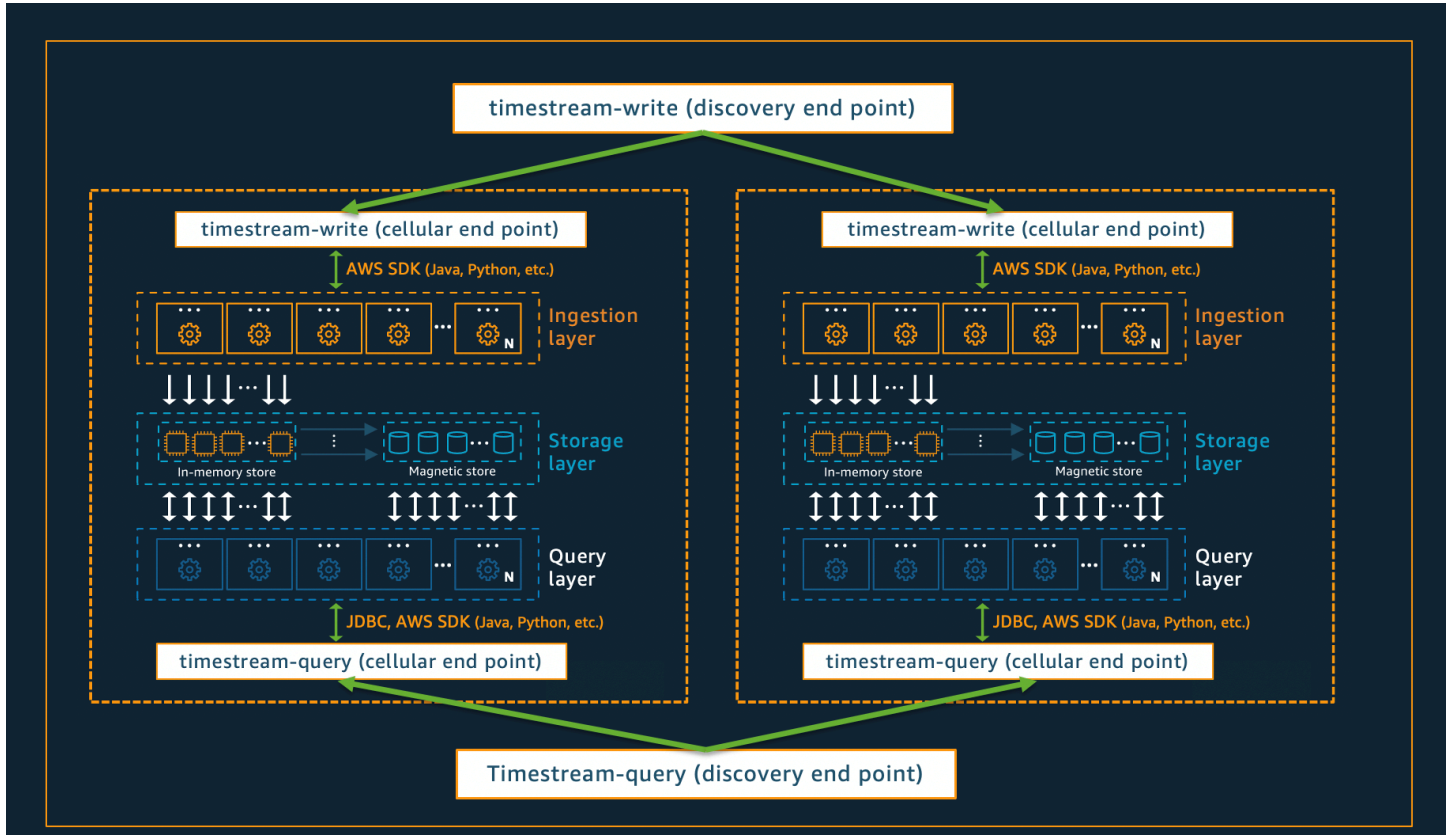 timestream-write (discovery end point)
timestream-write (cellular end point)
AWS SDK (Java, Python, etc.)
N
Ingestion
layer
In-memory store
Magnetic store
Storage
layer
N
Query
layer
JDBC, AWS SDK (Java, Python, etc.)
timestream-query (cellular end point)
timestream-write (cellular end point)
AWS SDK (Java, Python, etc.)
N
Ingestion
layer
In-memory store
Magnetic store
Storage
layer
N
Query
layer
JDBC, AWS SDK (Java, Python, etc.)
timestream-query (cellular end point)
Timestream-query (discovery end point)